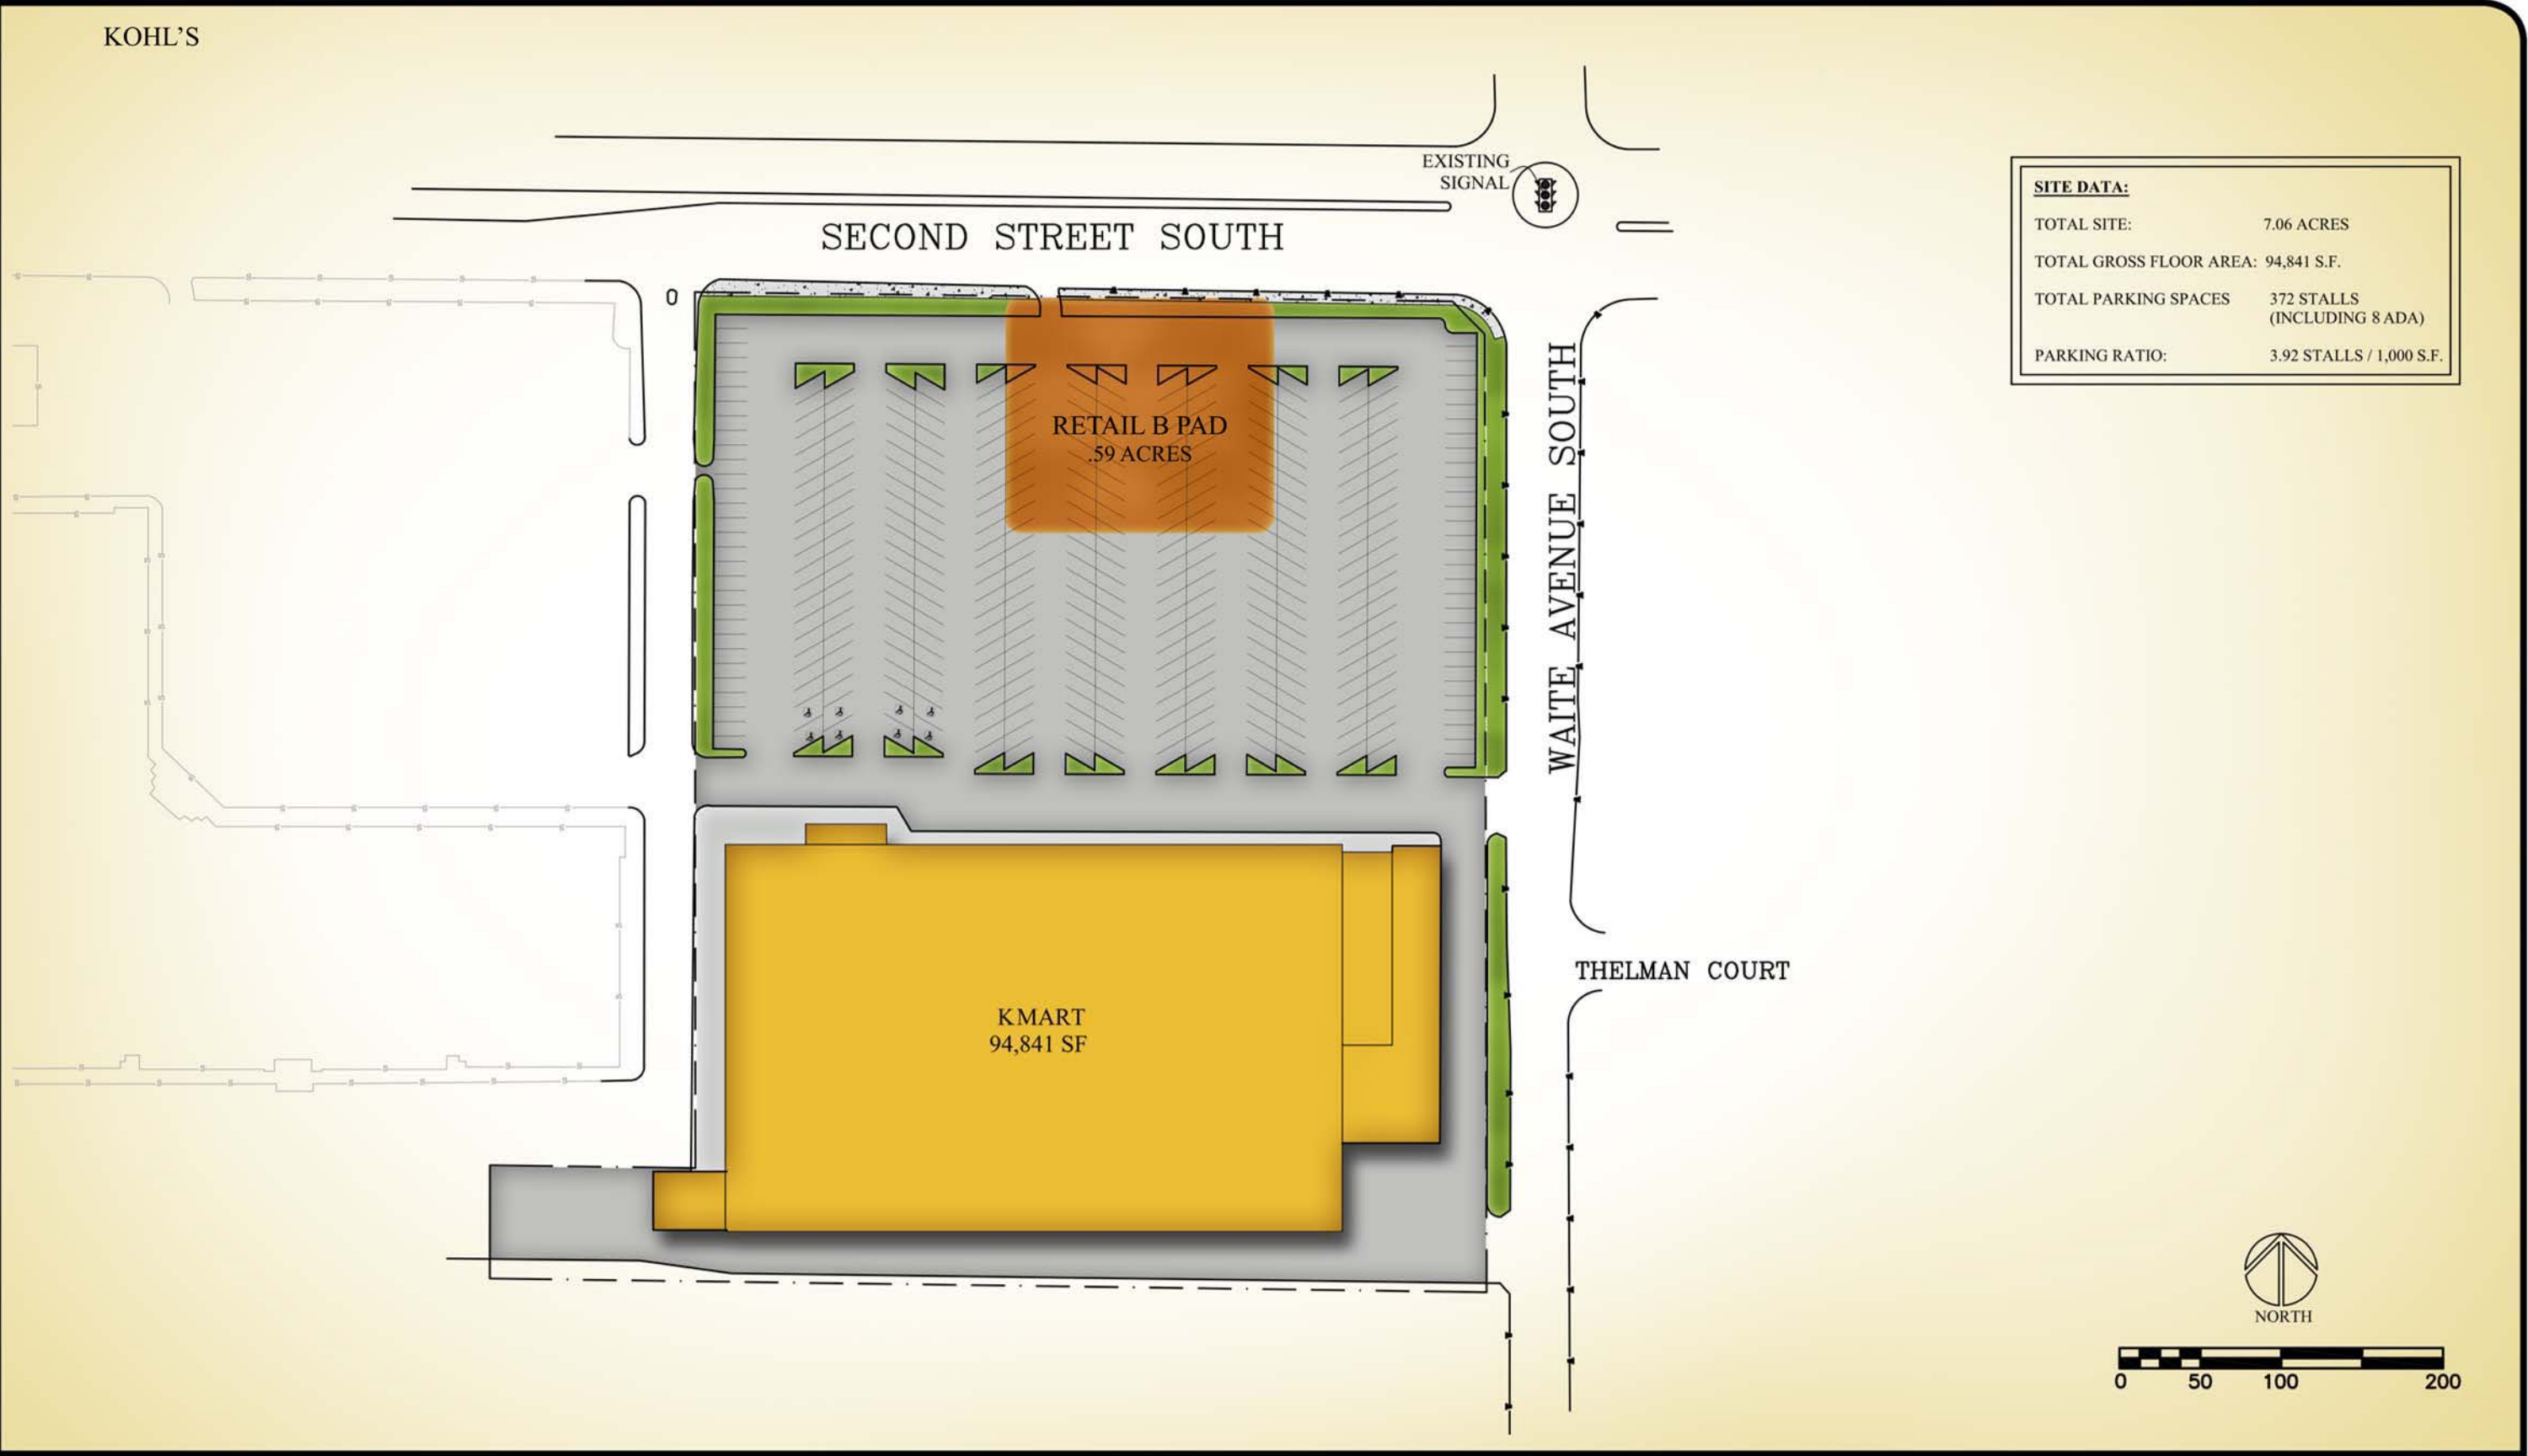 KOHL'S
EXISTING
SIGNAL
SECOND STREET SOUTH
SITE DATA:
TOTAL SITE: 7.06 ACRES
TOTAL GROSS FLOOR AREA: 94,841 S.F.
TOTAL PARKING SPACES 372 STALLS
(INCLUDING 8 ADA)
PARKING RATIO: 3.92 STALLS / 1,000 S.F.
RETAIL B PAD
.59 ACRES
WAITE AVENUE SOUTH
THELMAN COURT
KMART
94,841 SF
NORTH
0 50 100 200